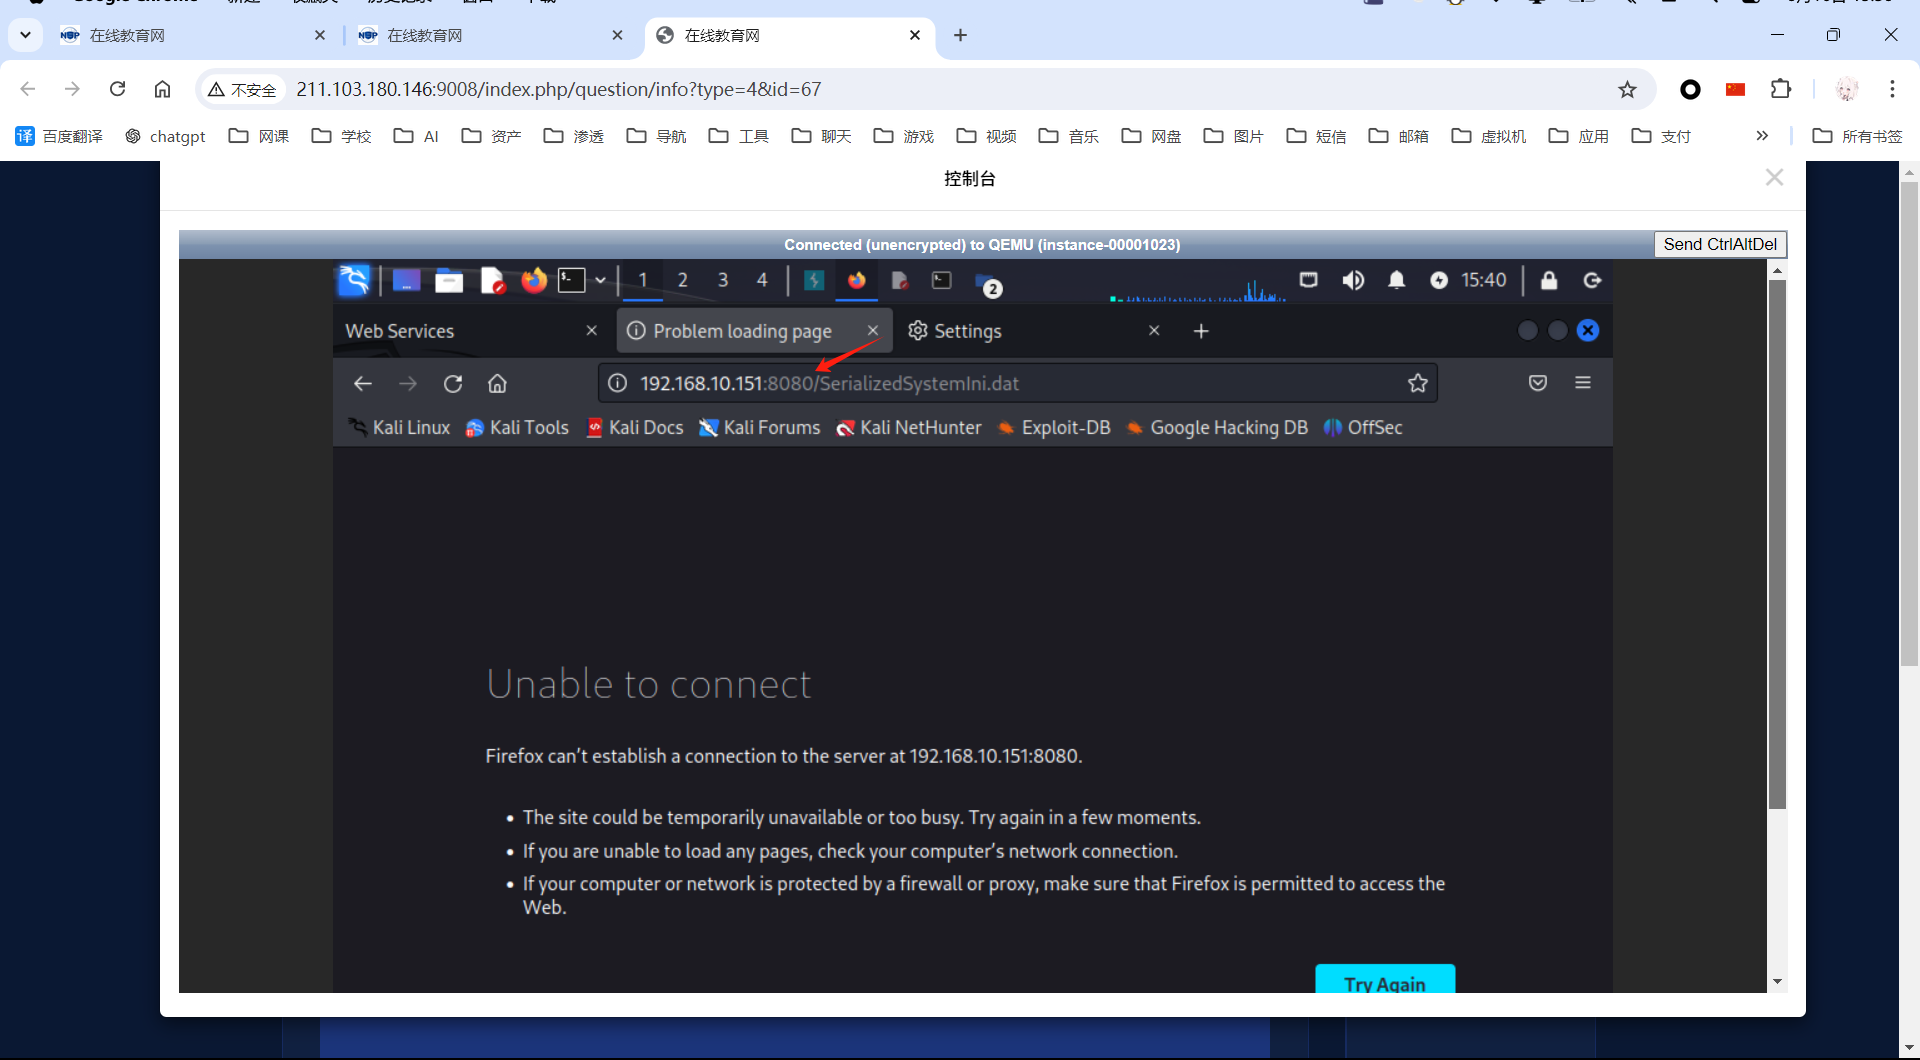 在线教育网
在线教育网
在线教育网
不安全
211.103.180.146:9008/index.php/question/info?type=4&id=67
百度翻译
chatgpt
网课
学校
AI
资产
渗透
导航
工具
聊天
游戏
视频
音乐
网盘
图片
短信
邮箱
虚拟机
应用
支付
所有书签
控制台
Connected (unencrypted) to QEMU (instance-00001023)
Send CtrlAltDel
1 2 3 4
2
15:40
Web Services
Problem loading page
Settings
192.168.10.151:8080/SerializedSystemIni.dat
Kali Linux
Kali Tools
Kali Docs
Kali Forums
Kali NetHunter
Exploit-DB
Google Hacking DB
OffSec
Unable to connect
Firefox can’t establish a connection to the server at 192.168.10.151:8080.
The site could be temporarily unavailable or too busy. Try again in a few moments.
If you are unable to load any pages, check your computer’s network connection.
If your computer or network is protected by a firewall or proxy, make sure that Firefox is permitted to access the
Web.
Try Again